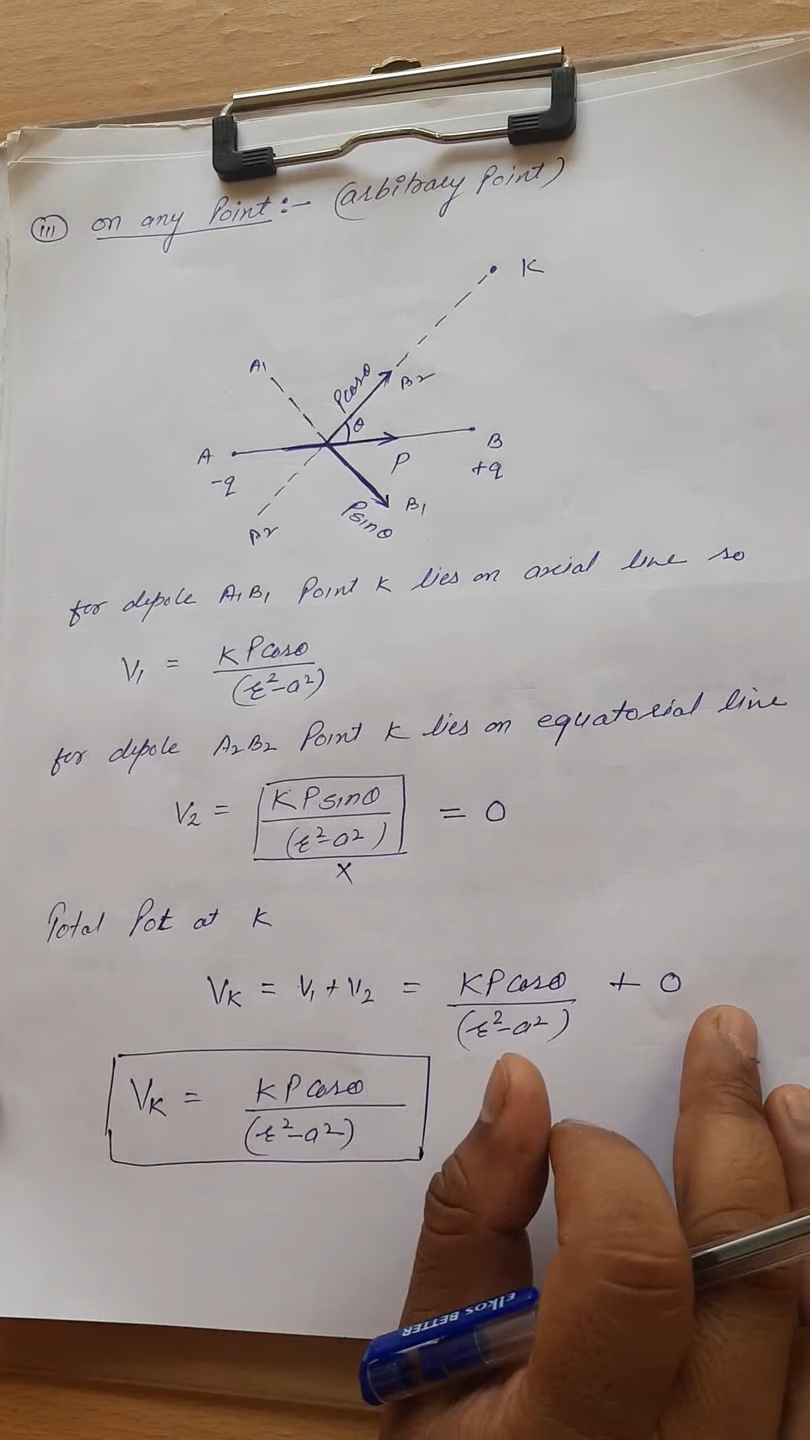 (iii) on any Point :- (arbitrary Point)
K
A1
Pcosθ
B2
θ
A
B
P
-q
+q
B1
Psinθ
A2
for dipole A1B1 Point K lies on axial line so
V1 = KPcosθ/(r²-a²)
for dipole A2B2 Point K lies on equatorial line
V2 = KPsinθ/(r²-a²) = 0
X
Total Pot at K
VK = V1+V2 = KPcosθ/(r²-a²) + 0
VK = KPcosθ/(r²-a²)
elkos BETTER